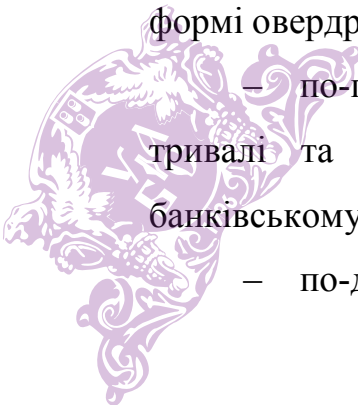 формі овердр
– по-п
тривалі та
банківському
– по-д